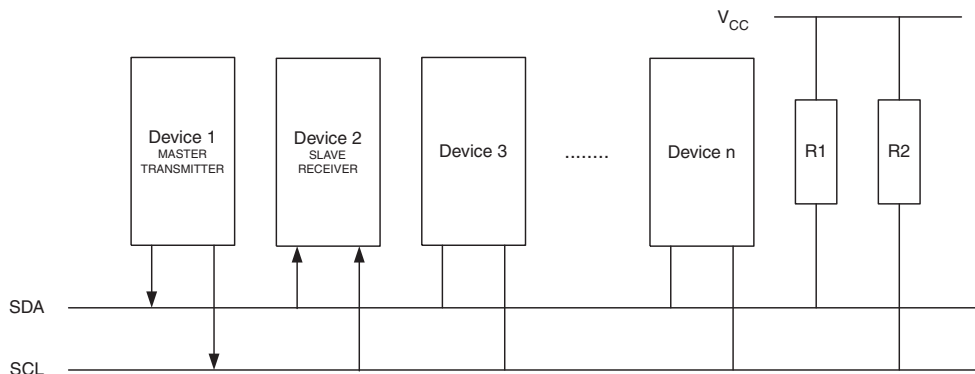 VCC
Device 1
MASTER
TRANSMITTER
Device 2
SLAVE
RECEIVER
Device 3
........
Device n
R1
R2
SDA
SCL